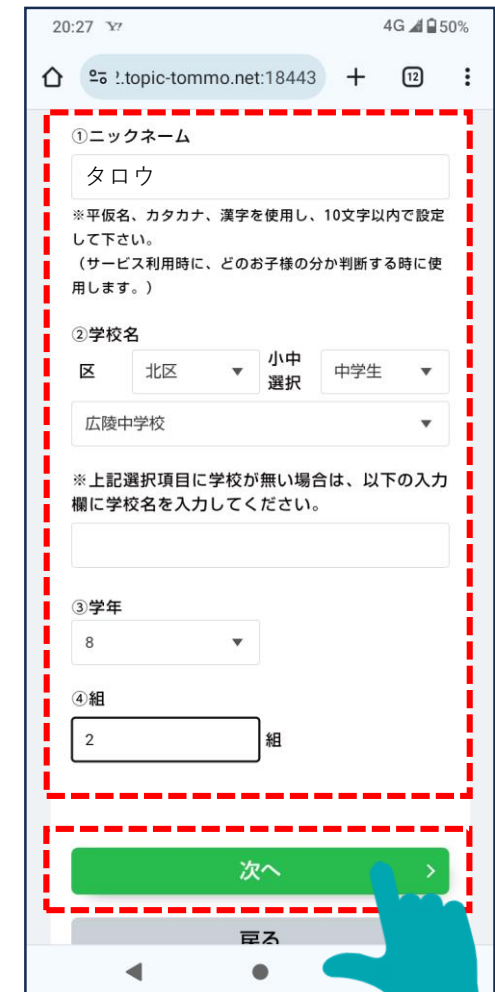 20:27 Y? 4G 50%
!.topic-tommo.net:18443 + 12
①ニックネーム
タロウ
※平仮名、カタカナ、漢字を使用し、10文字以内で設定
して下さい。
（サービス利用時に、どのお子様の分か判断する時に使
用します。）
②学校名
区 北区 小中 中学生
選択
広陵中学校
※上記選択項目に学校が無い場合は、以下の入力
欄に学校名を入力してください。
③学年
8
④組
2 組
次へ
戻る